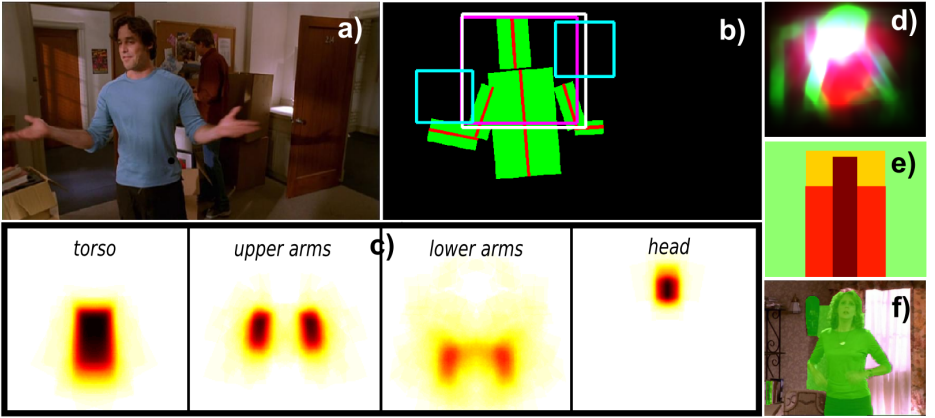 a)
b)
c)
torso
upper arms
lower arms
head
d)
e)
f)